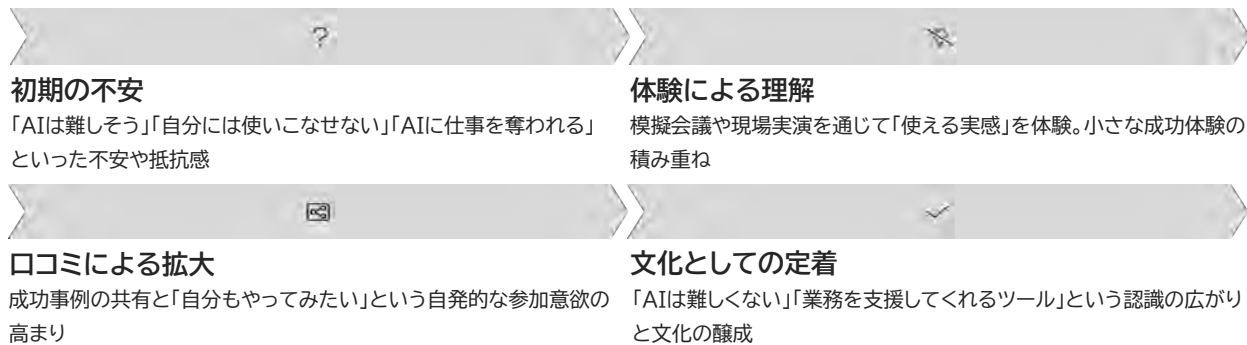 ?
初期の不安
「AIは難しそう」「自分には使いこなせない」「AIに仕事を奪われる」
といった不安や抵抗感
体験による理解
模擬会議や現場実演を通じて「使える実感」を体験。小さな成功体験の
積み重ね
口コミによる拡大
成功事例の共有と「自分もやってみたい」という自発的な参加意欲の
高まり
文化としての定着
「AIは難しくない」「業務を支援してくれるツール」という認識の広がり
と文化の醸成